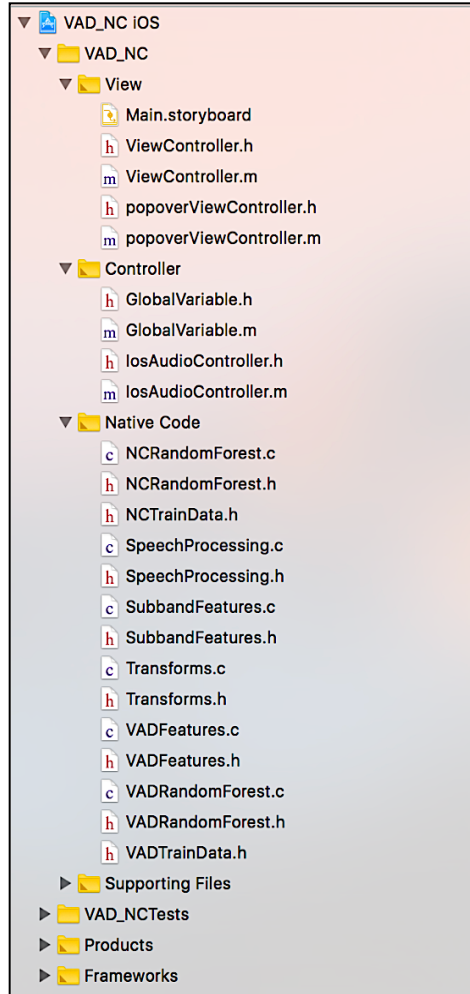 VAD_NC iOS
VAD_NC
View
Main.storyboard
h ViewController.h
m ViewController.m
h popoverViewController.h
m popoverViewController.m
Controller
h GlobalVariable.h
m GlobalVariable.m
h IosAudioController.h
m IosAudioController.m
Native Code
c NCRandomForest.c
h NCRandomForest.h
h NCTrainData.h
c SpeechProcessing.c
h SpeechProcessing.h
c SubbandFeatures.c
h SubbandFeatures.h
c Transforms.c
h Transforms.h
c VADFeatures.c
h VADFeatures.h
c VADRandomForest.c
h VADRandomForest.h
h VADTrainData.h
Supporting Files
VAD_NCTests
Products
Frameworks